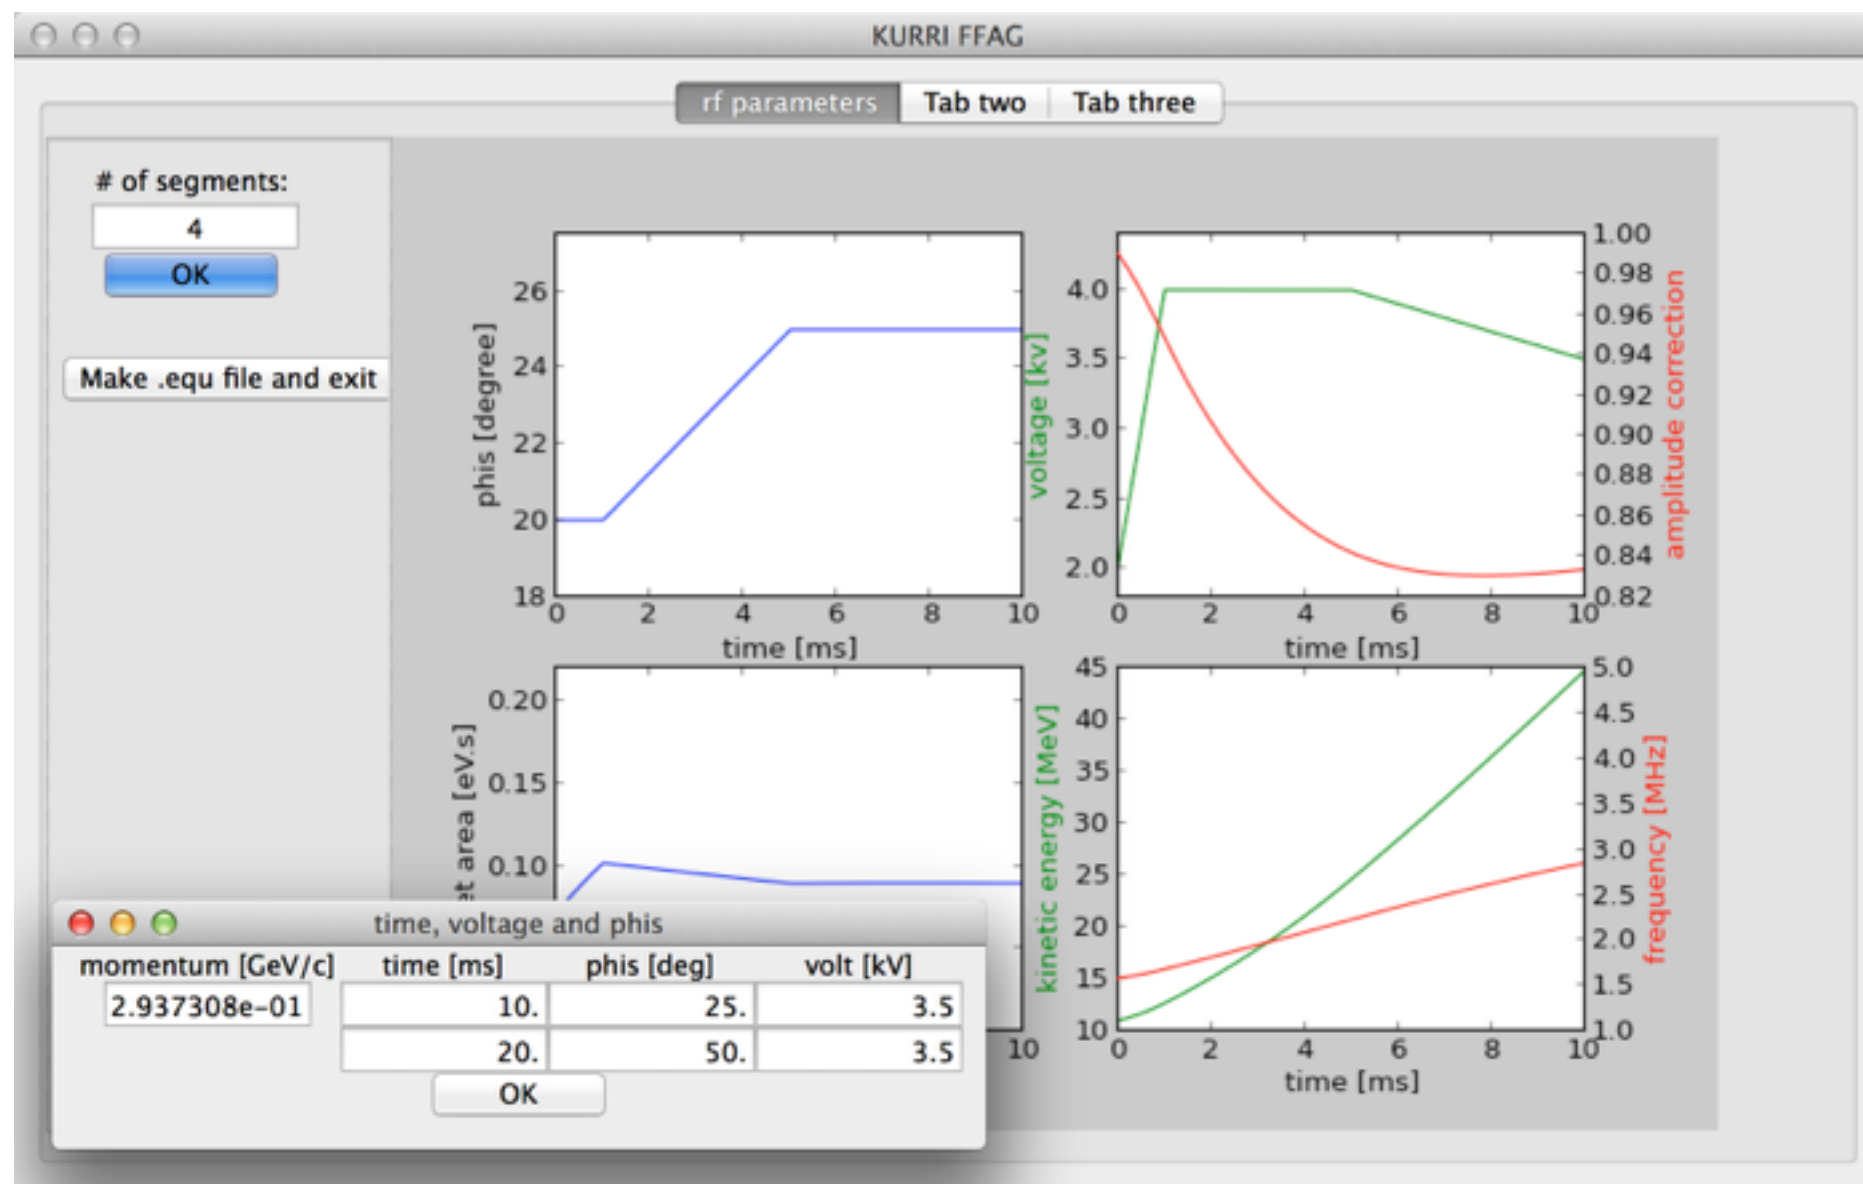 KURRI FFAG
rf parameters Tab two Tab three
# of segments:
4
OK
Make .equ file and exit
phis [degree]
26
24
22
20
18
0 2 4 6 8 10
time [ms]
voltage [kv]
4.0
3.5
3.0
2.5
2.0
0 2 4 6 8 10
time [ms]
1.00
0.98
0.96
0.94
0.92
0.90
0.88
0.86
0.84
0.82
amplitude correction
et area [eV.s]
0.20
0.15
0.10
10
kinetic energy [MeV]
45
40
35
30
25
20
15
10
0 2 4 6 8 10
time [ms]
5.0
4.5
4.0
3.5
3.0
2.5
2.0
1.5
1.0
frequency [MHz]
time, voltage and phis
momentum [GeV/c] time [ms] phis [deg] volt [kV]
2.937308e-01 10. 25. 3.5
20. 50. 3.5
OK